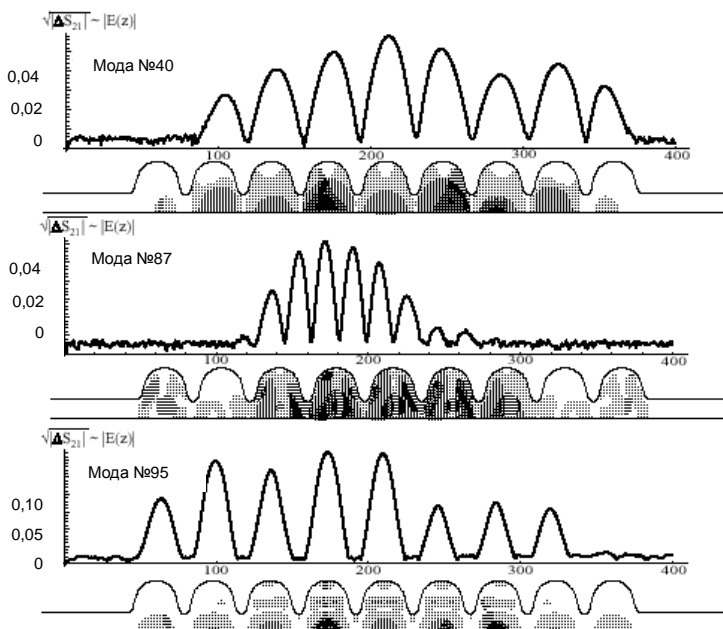 √|ΔS₂₁| ~ |E(z)|
Мода №40
0,04
0,02
0
100 200 300 400
√|ΔS₂₁| ~ |E(z)|
Мода №87
0,04
0,02
0
100 200 300 400
√|ΔS₂₁| ~ |E(z)|
Мода №95
0,10
0,05
0
100 200 300 400